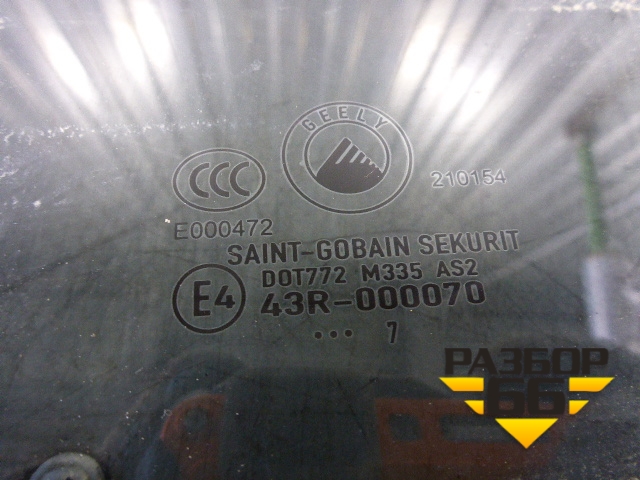 GEELY
CCC
210154
E000472
SAINT-GOBAIN SEKURIT
DOT772 M335 AS2
E4
43R-000070
••• 7
РАЗБОР
66